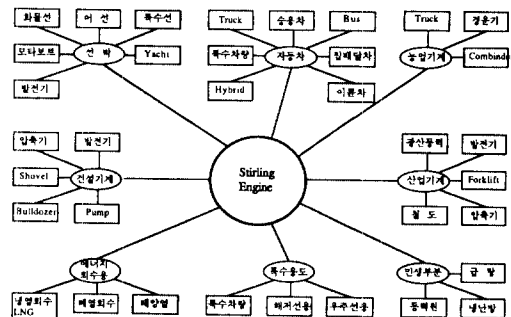 화물선
어 선
특수선
Truck
승용차
Bus
Truck
경운기
모타보트
선 박
Yacht
특수차량
자동차
짐배달차
농업기계
Combinder
발전기
Hybrid
이륜차
압축기
발전기
Stirling
Engine
광산동력
발전기
Shovel
건설기계
산업기계
Forklift
Bulldozer
Pump
철 도
압축기
에너지
회수용
특수용도
민생부분
급 탕
냉열회수
LNG
폐열회수
태양열
특수차량
해저선용
우주선용
동력원
냉난방